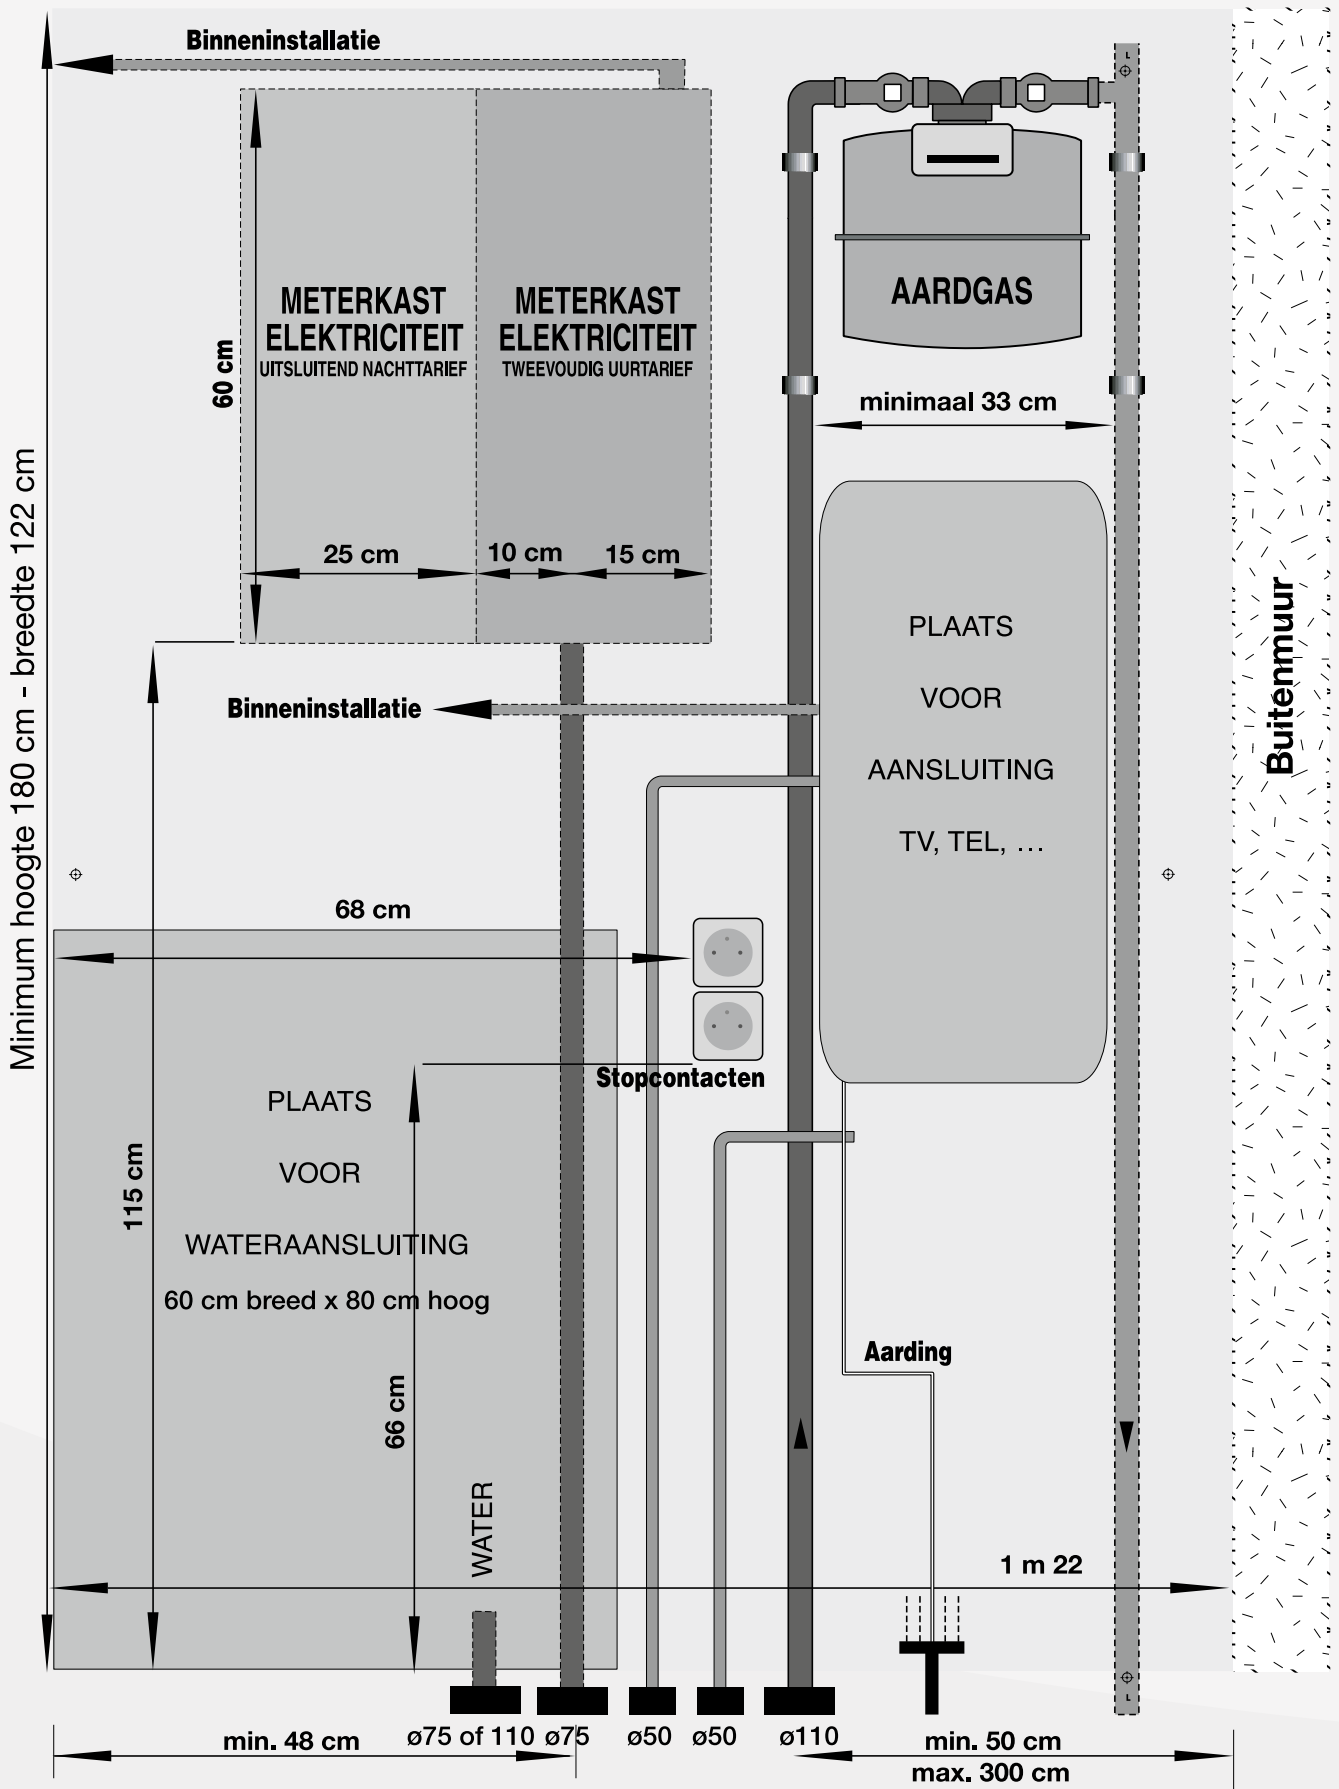 Binneninstallatie
METERKAST
ELEKTRICITEIT
UITSLUITEND NACHTTARIEF
METERKAST
ELEKTRICITEIT
TWEEVOUDIG UURTARIEF
60 cm
25 cm
10 cm
15 cm
AARDGAS
minimaal 33 cm
Minimum hoogte 180 cm - breedte 122 cm
Binneninstallatie
PLAATS
VOOR
AANSLUITING
TV, TEL, …
Buitenmuur
68 cm
Stopcontacten
115 cm
PLAATS
VOOR
WATERAANSLUITING
60 cm breed x 80 cm hoog
66 cm
WATER
Aarding
1 m 22
ø75 of 110
ø75
ø50
ø50
ø110
min. 48 cm
min. 50 cm
max. 300 cm